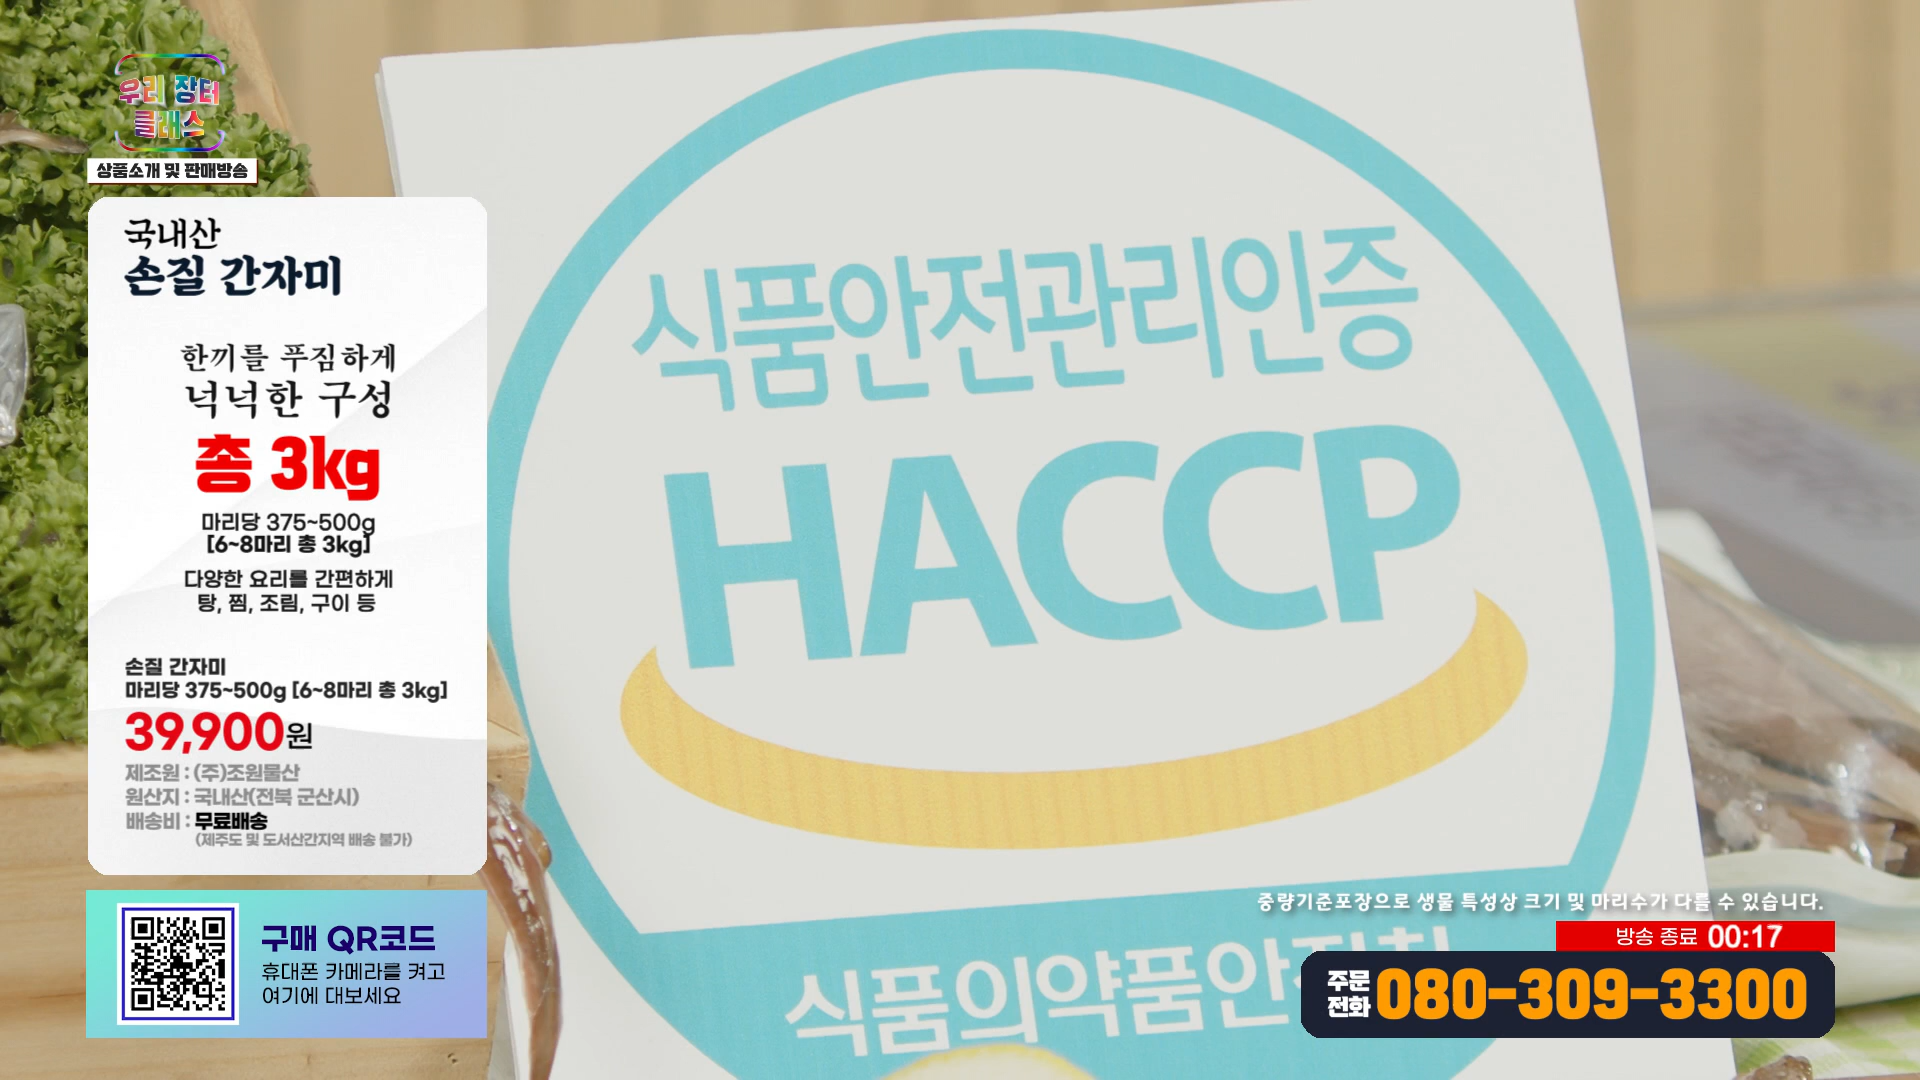 우리 장터
클래스
상품소개 및 판매방송
국내산
손질 간자미
한끼를 푸짐하게
넉넉한 구성
총 3kg
마리당 375~500g
[6~8마리 총 3kg]
다양한 요리를 간편하게
탕, 찜, 조림, 구이 등
손질 간자미
마리당 375~500g [6~8마리 총 3kg]
39,900원
제조원 : (주)조원물산
원산지 : 국내산(전북 군산시)
배송비 : 무료배송
(제주도 및 도서산간지역 배송 불가)
구매 QR코드
휴대폰 카메라를 켜고
여기에 대보세요
식품안전관리인증
HACCP
식품의약품안
중량기준포장으로 생물 특성상 크기 및 마리수가 다를 수 있습니다.
방송 종료 00:17
주문
전화 080-309-3300